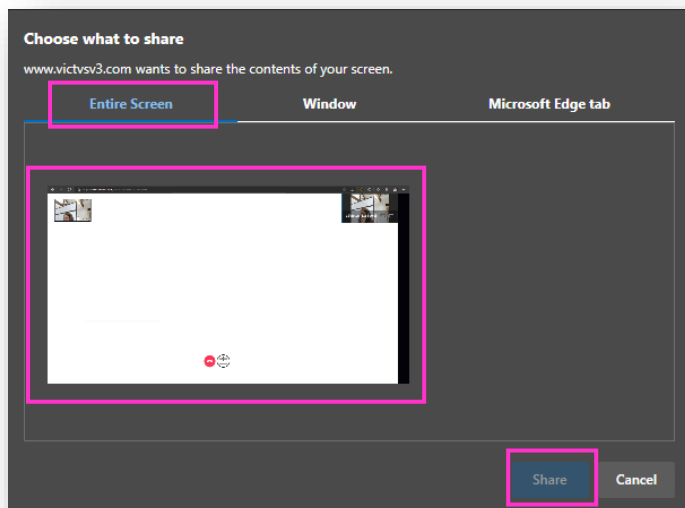 Choose what to share
www.victvsv3.com wants to share the contents of your screen.
Entire Screen
Window
Microsoft Edge tab
Share
Cancel